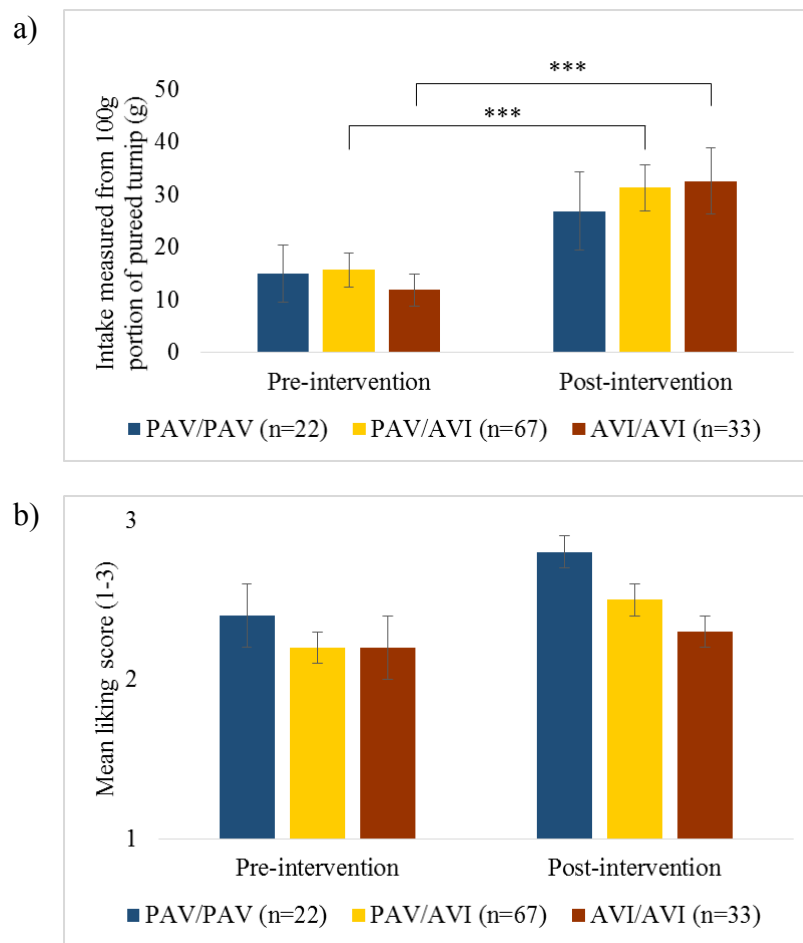 a)
Intake measured from 100g
portion of pureed turnip (g)
50
40
30
20
10
0
***
***
Pre-intervention
Post-intervention
PAV/PAV (n=22) PAV/AVI (n=67) AVI/AVI (n=33)
b)
Mean liking score (1-3)
3
2
1
Pre-intervention
Post-intervention
PAV/PAV (n=22) PAV/AVI (n=67) AVI/AVI (n=33)